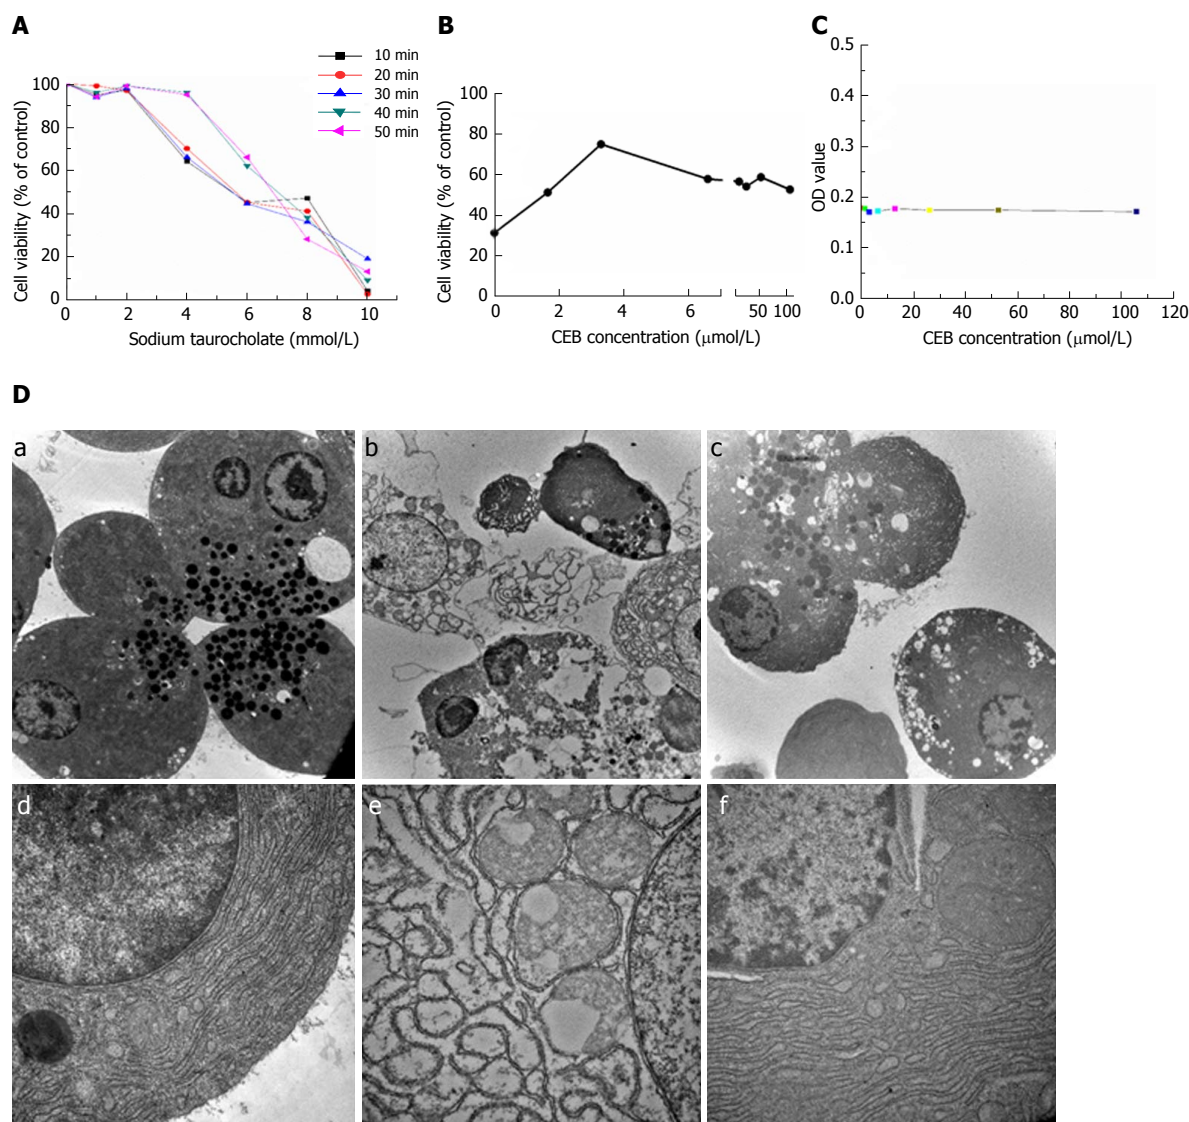 A
10 min
20 min
30 min
40 min
50 min
Cell viability (% of control)
100
80
60
40
20
0
0 2 4 6 8 10
Sodium taurocholate (mmol/L)
B
Cell viability (% of control)
100
80
60
40
20
0
0 2 4 6 50 100
CEB concentration (μmol/L)
C
OD value
0.5
0.4
0.3
0.2
0.1
0.0
0 20 40 60 80 100 120
CEB concentration (μmol/L)
D
a b c
d e f